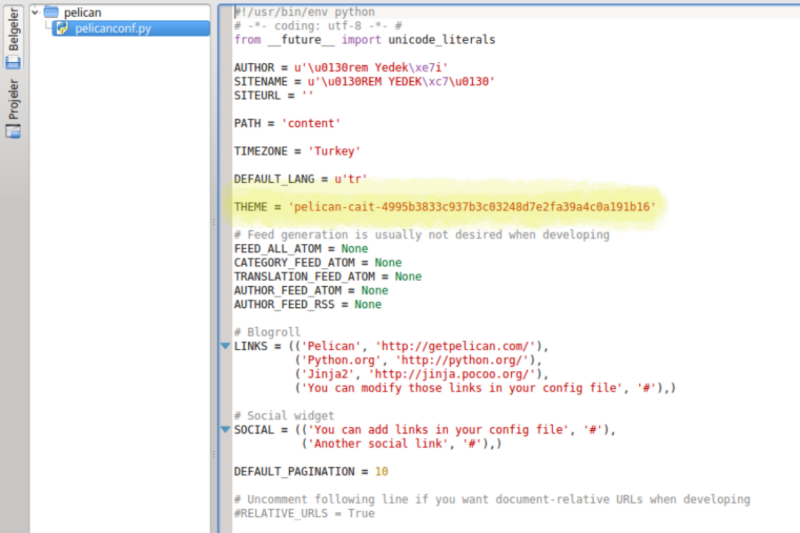 Belgeler
Projeler
pelican
pelicanconf.py
#!/usr/bin/env python
# -*- coding: utf-8 -*- #
from __future__ import unicode_literals
AUTHOR = u'\u0130rem Yedek\xe7i'
SITENAME = u'\u0130REM YEDEK\xc7\u0130'
SITEURL = ''
PATH = 'content'
TIMEZONE = 'Turkey'
DEFAULT_LANG = u'tr'
THEME = 'pelican-cait-4995b3833c937b3c03248d7e2fa39a4c0a191b16'
# Feed generation is usually not desired when developing
FEED_ALL_ATOM = None
CATEGORY_FEED_ATOM = None
TRANSLATION_FEED_ATOM = None
AUTHOR_FEED_ATOM = None
AUTHOR_FEED_RSS = None
# Blogroll
LINKS = (('Pelican', 'http://getpelican.com/'),
('Python.org', 'http://python.org/'),
('Jinja2', 'http://jinja.pocoo.org/'),
('You can modify those links in your config file', '#'),)
# Social widget
SOCIAL = (('You can add links in your config file', '#'),
('Another social link', '#'),)
DEFAULT_PAGINATION = 10
# Uncomment following line if you want document-relative URLs when developing
#RELATIVE_URLS = True